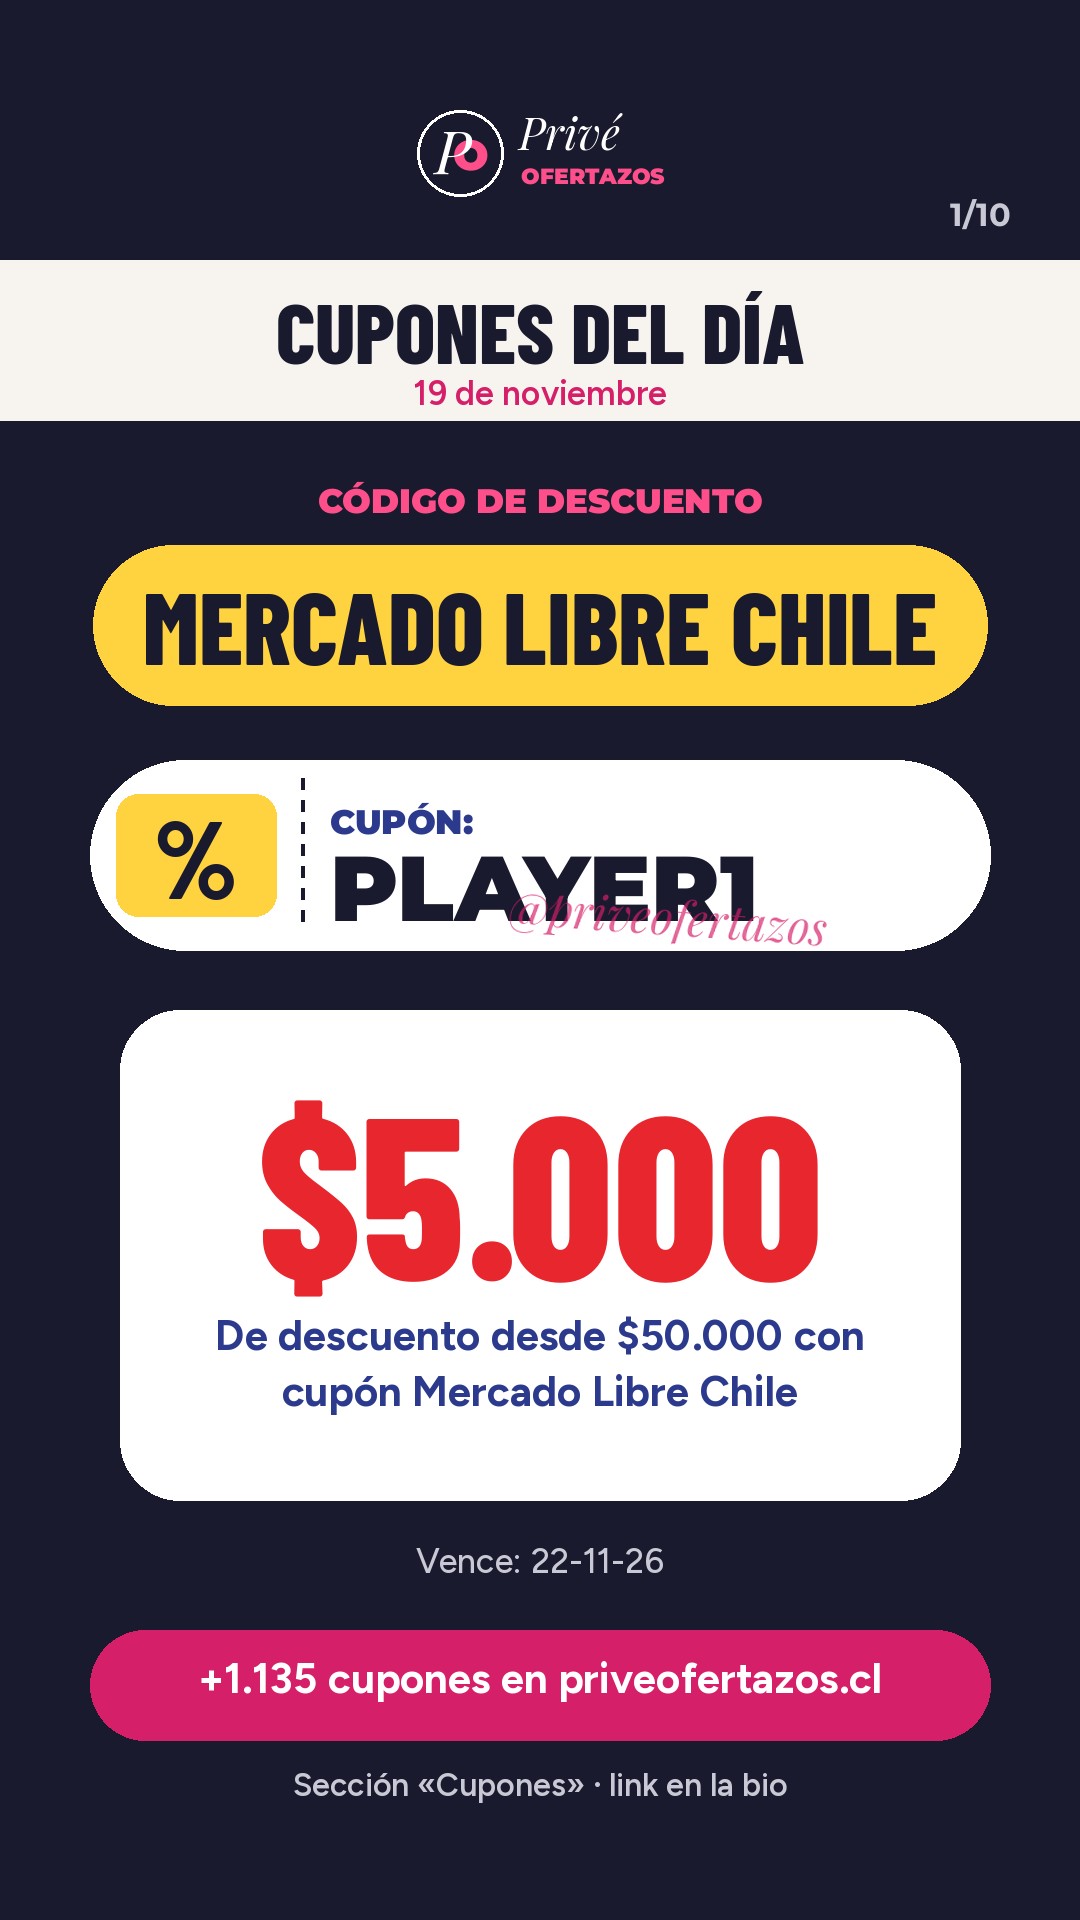 Po Privé
OFERTAZOS
1/10
CUPONES DEL DÍA
19 de noviembre
CÓDIGO DE DESCUENTO
MERCADO LIBRE CHILE
%
CUPÓN:
PLAYER1
@priveofertazos
$5.000
De descuento desde $50.000 con
cupón Mercado Libre Chile
Vence: 22-11-26
+1.135 cupones en priveofertazos.cl
Sección «Cupones» · link en la bio